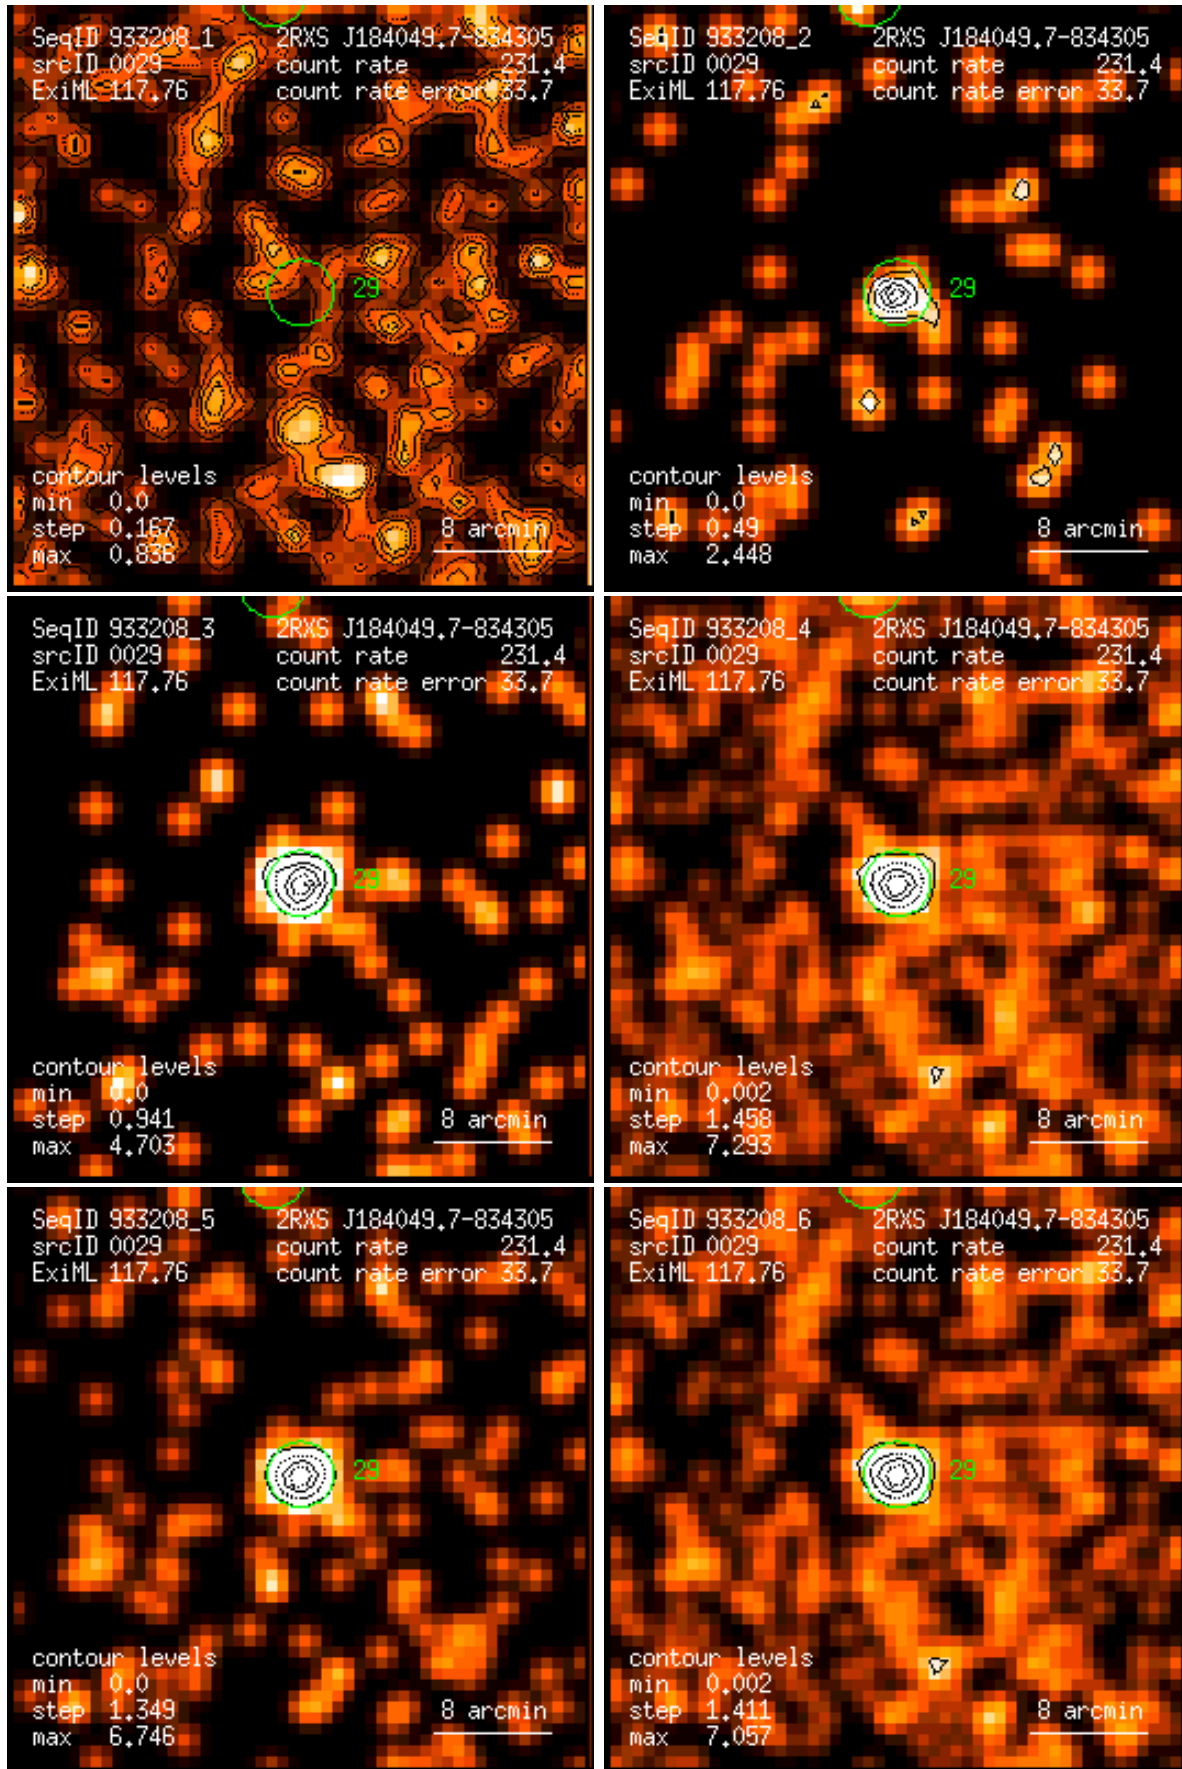 SeqID 933208_1 2RXS J184049.7-834305
srcID 0029 count rate 231.4
ExiML 117.76 count rate error 33.7
29
contour levels
min 0.0
step 0.167
max 0.836
8 arcmin
SeqID 933208_2 2RXS J184049.7-834305
srcID 0029 count rate 231.4
ExiML 117.76 count rate error 33.7
29
contour levels
min 0.0
step 0.49
max 2.448
8 arcmin
SeqID 933208_3 2RXS J184049.7-834305
srcID 0029 count rate 231.4
ExiML 117.76 count rate error 33.7
29
contour levels
min 0.0
step 0.941
max 4.703
8 arcmin
SeqID 933208_4 2RXS J184049.7-834305
srcID 0029 count rate 231.4
ExiML 117.76 count rate error 33.7
29
contour levels
min 0.002
step 1.458
max 7.293
8 arcmin
SeqID 933208_5 2RXS J184049.7-834305
srcID 0029 count rate 231.4
ExiML 117.76 count rate error 33.7
29
contour levels
min 0.0
step 1.349
max 6.746
8 arcmin
SeqID 933208_6 2RXS J184049.7-834305
srcID 0029 count rate 231.4
ExiML 117.76 count rate error 33.7
29
contour levels
min 0.002
step 1.411
max 7.057
8 arcmin